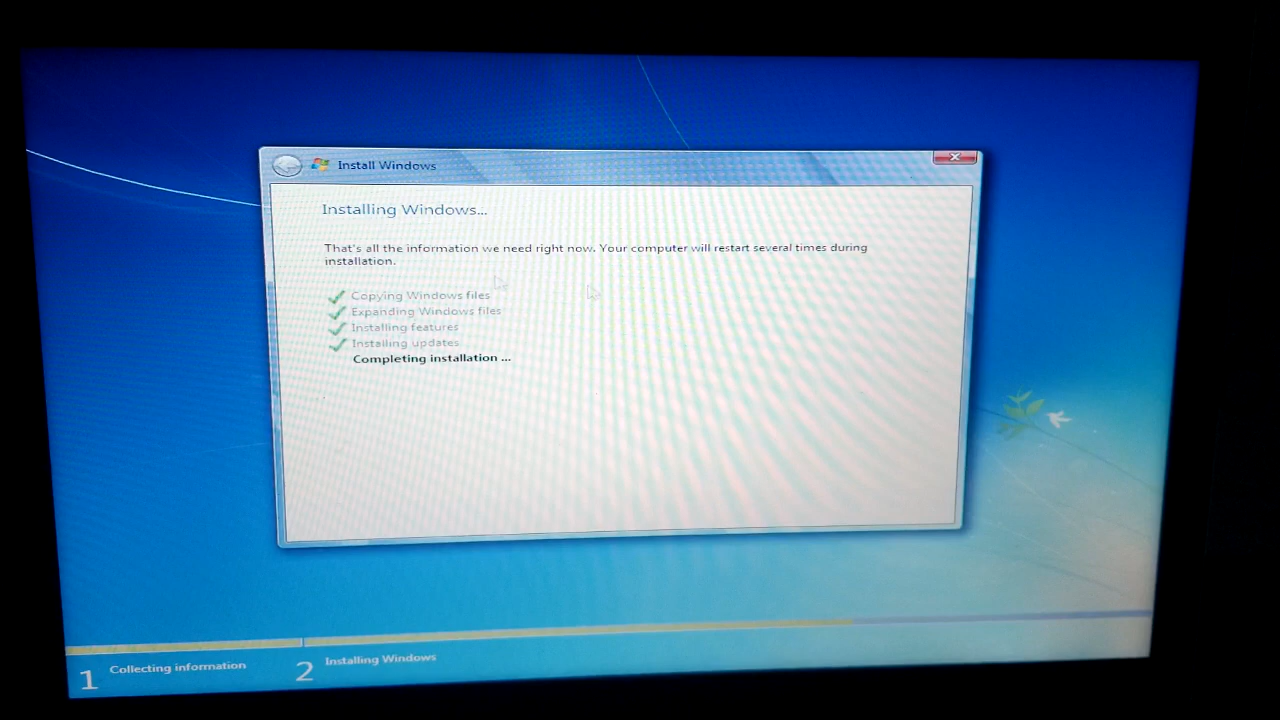 Install Windows
Installing Windows...
That's all the information we need right now. Your computer will restart several times during
installation.
Copying Windows files
Expanding Windows files
Installing features
Installing updates
Completing installation ...
1 Collecting information
2 Installing Windows